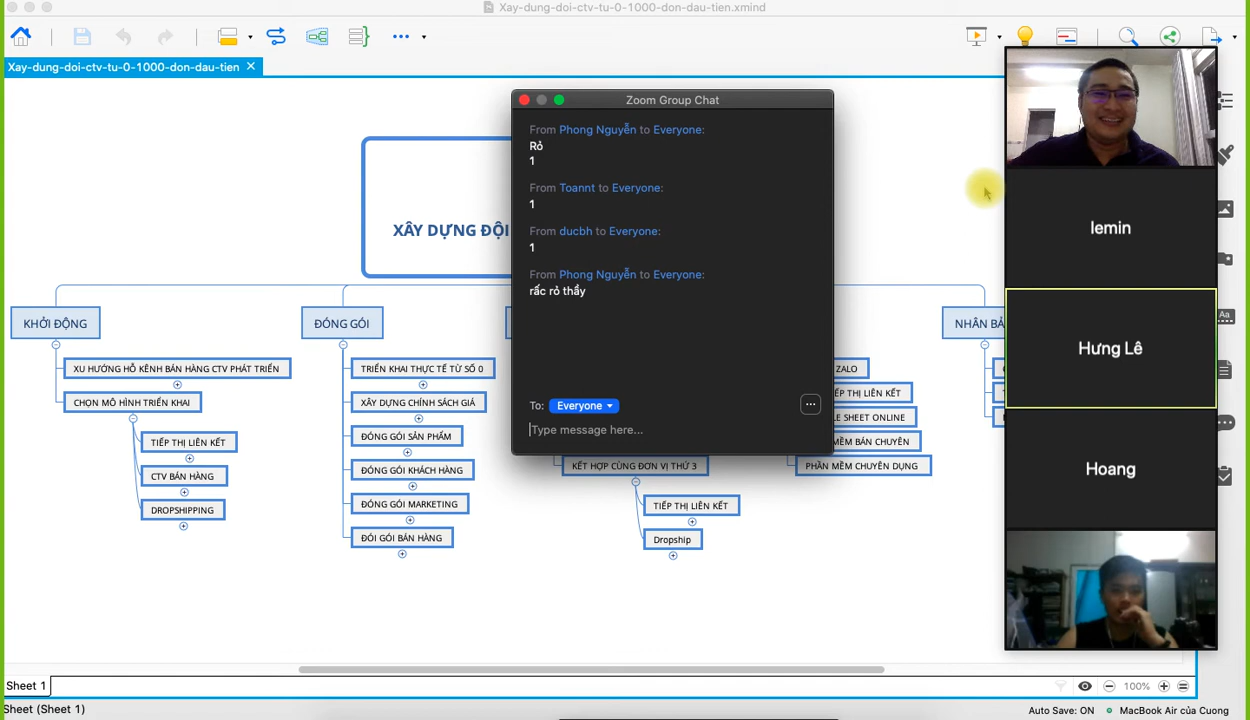 Xay-dung-doi-ctv-tu-0-1000-don-dau-tien.xmind
Xay-dung-doi-ctv-tu-0-1000-don-dau-tien
Zoom Group Chat
From Phong Nguyễn to Everyone:
Rỏ
1
From Toannt to Everyone:
1
From ducbh to Everyone:
1
From Phong Nguyễn to Everyone:
rấc rỏ thầy
To: Everyone
Type message here...
XÂY DỰNG ĐỘI
KHỞI ĐỘNG
XU HƯỚNG HỖ KÊNH BÁN HÀNG CTV PHÁT TRIỂN
CHỌN MÔ HÌNH TRIỂN KHAI
TIẾP THỊ LIÊN KẾT
CTV BÁN HÀNG
DROPSHIPPING
ĐÓNG GÓI
TRIỂN KHAI THỰC TẾ TỪ SỐ 0
XÂY DỰNG CHÍNH SÁCH GIÁ
ĐÓNG GÓI SẢN PHẨM
ĐÓNG GÓI KHÁCH HÀNG
ĐÓNG GÓI MARKETING
ĐÓI GÓI BÁN HÀNG
KẾT HỢP CÙNG ĐƠN VỊ THỨ 3
TIẾP THỊ LIÊN KẾT
Dropship
ZALO
ẾP THỊ LIÊN KẾT
LE SHEET ONLINE
MỀM BÁN CHUYÊN
PHẦN MỀM CHUYÊN DỤNG
NHÂN BẢ
lemin
Hưng Lê
Hoang
Aa
Sheet 1
100%
Sheet (Sheet 1)
Auto Save: ON
MacBook Air của Cuong